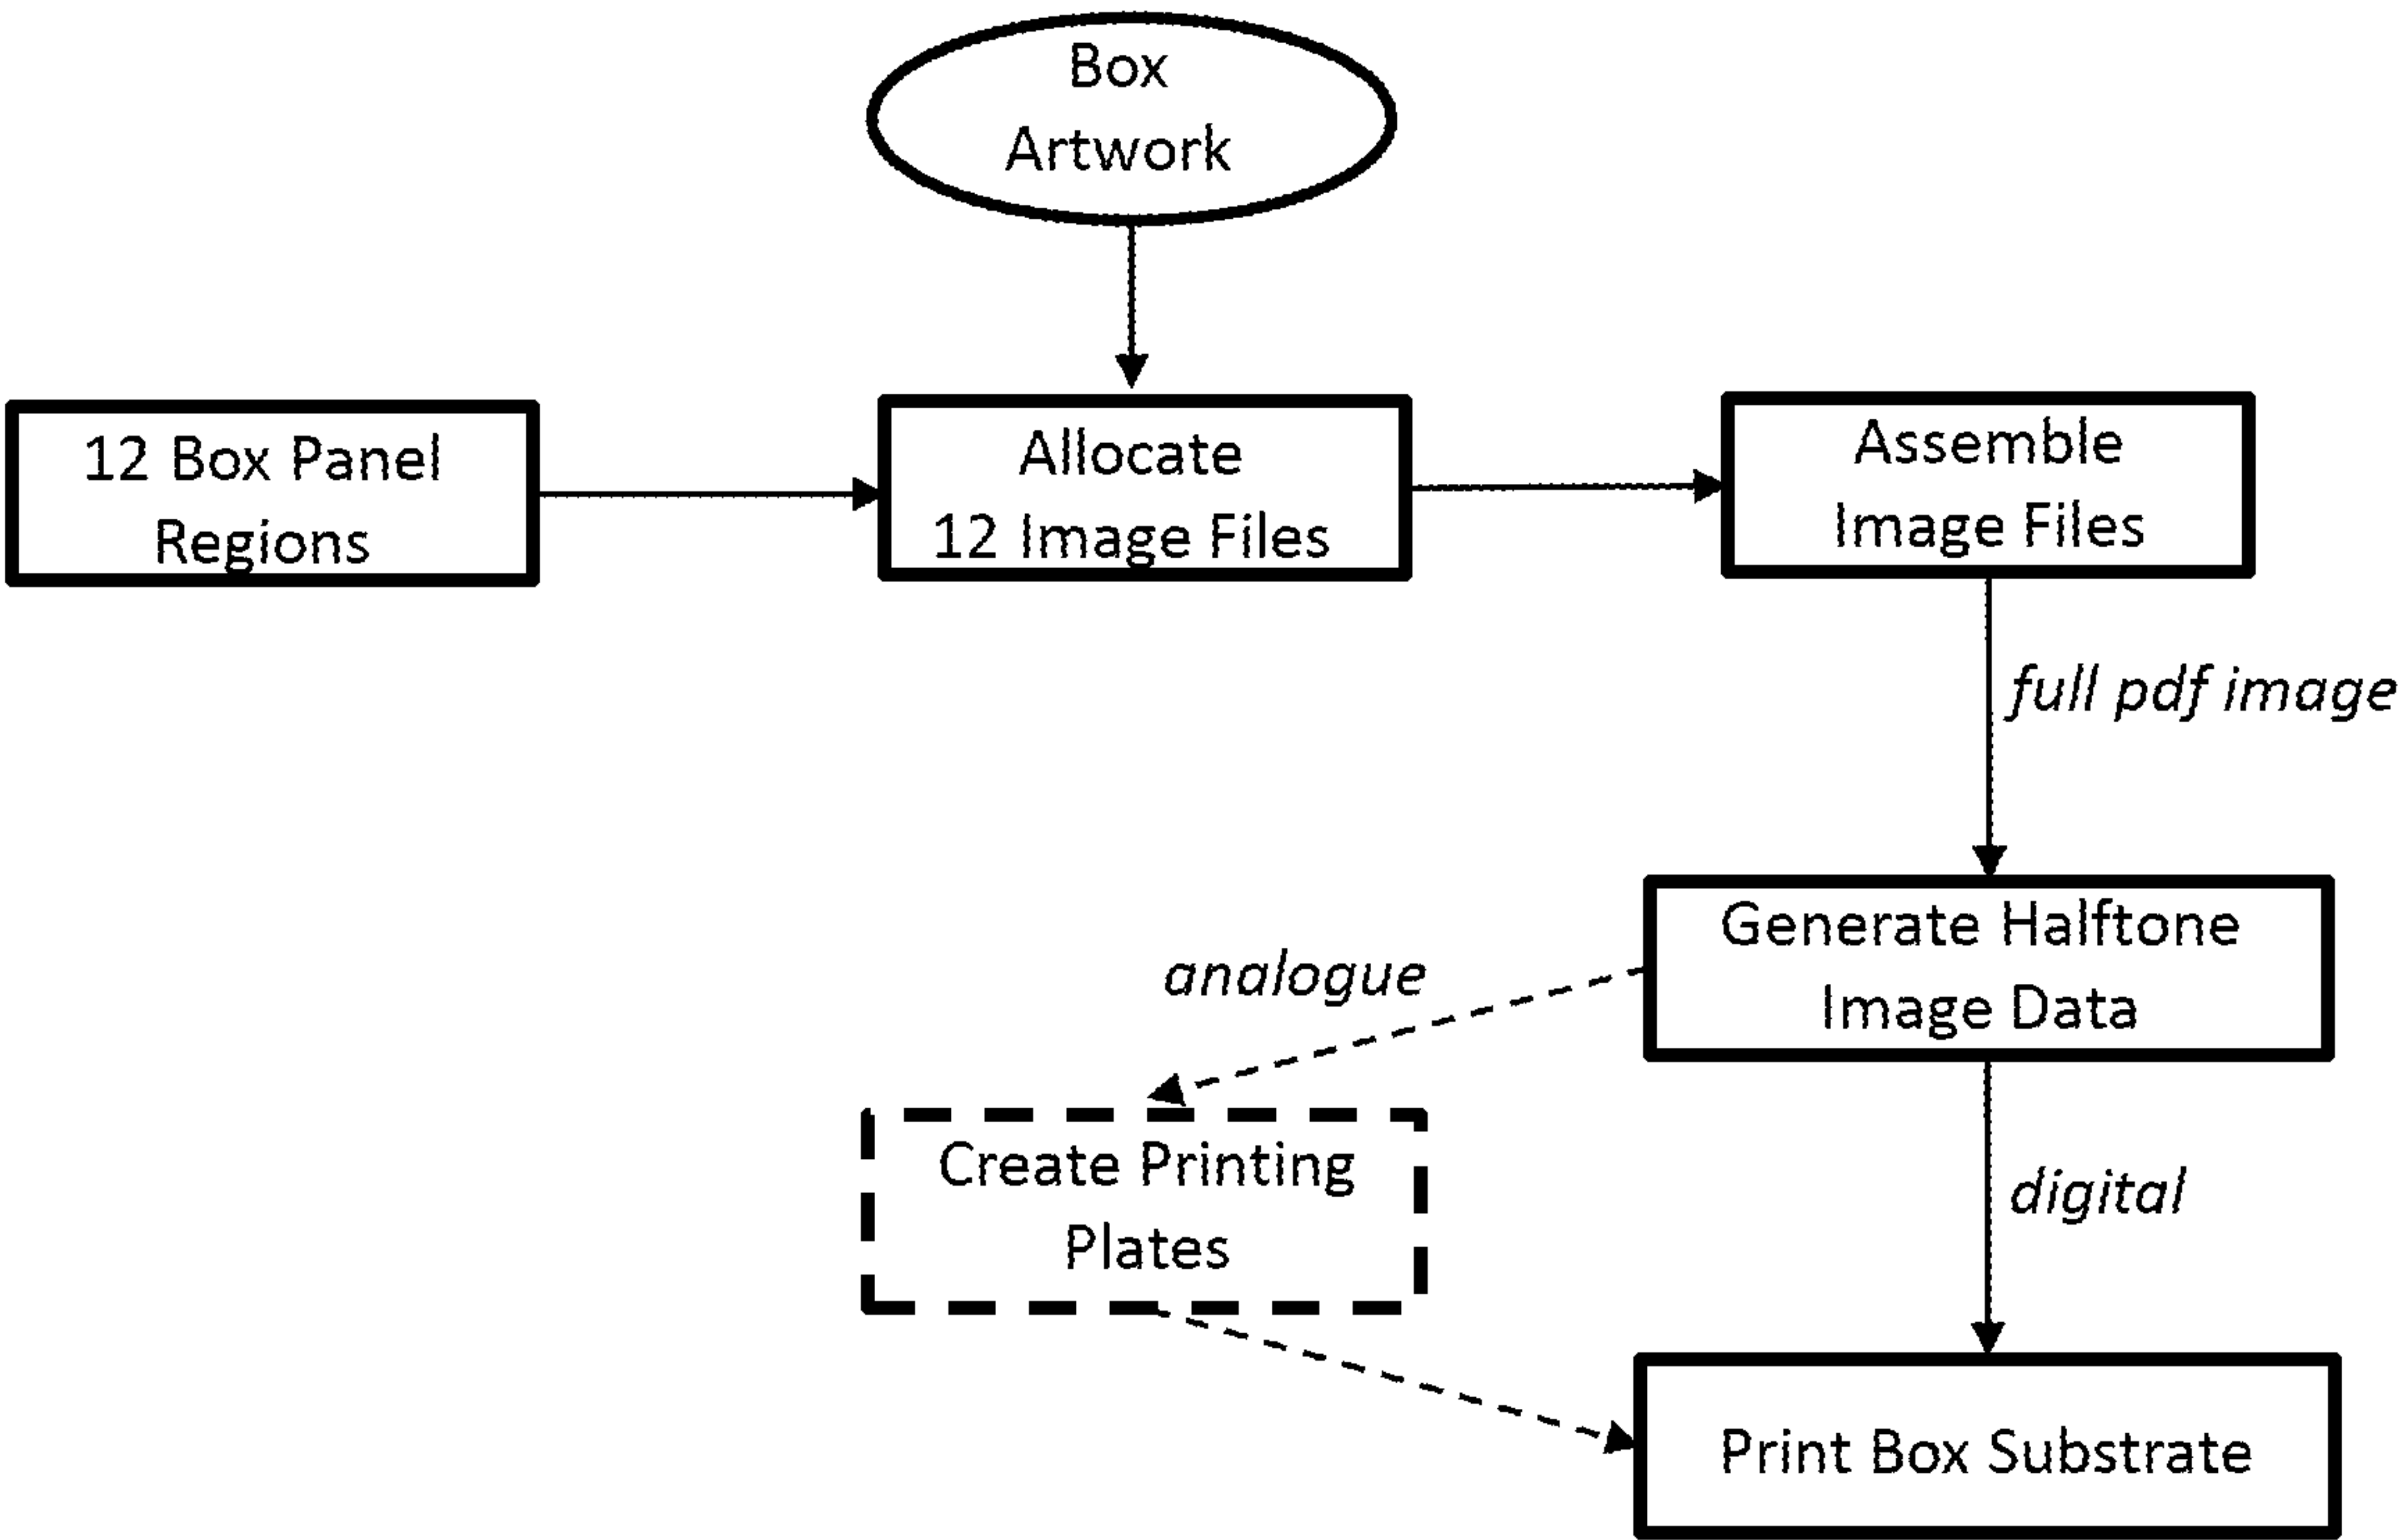 Box
Artwork
12 Box Panel
Regions
Allocate
12 Image Files
Assemble
Image Files
full pdf image
Generate Halftone
Image Data
analogue
Create Printing
Plates
digital
Print Box Substrate